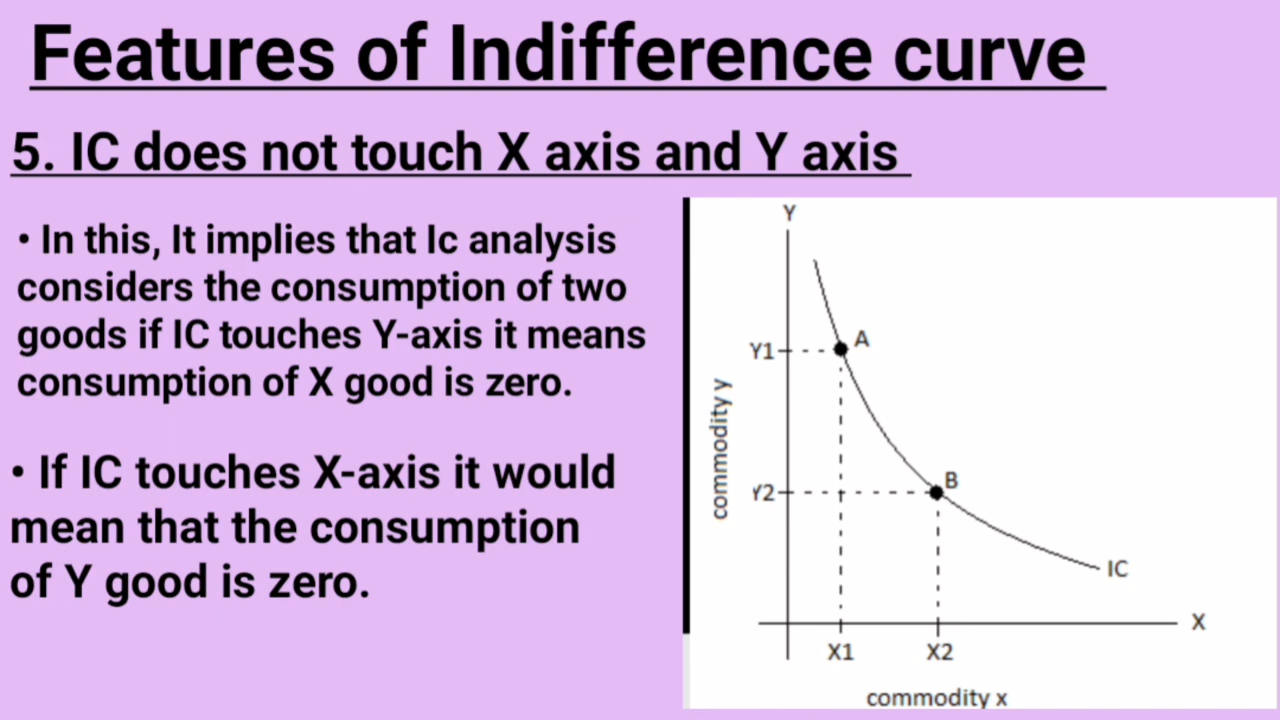 Features of Indifference curve
5. IC does not touch X axis and Y axis
• In this, It implies that Ic analysis
considers the consumption of two
goods if IC touches Y-axis it means
consumption of X good is zero.
• If IC touches X-axis it would
mean that the consumption
of Y good is zero.
Y
Y1
A
commodity y
Y2
B
IC
X
X1
X2
commodity x